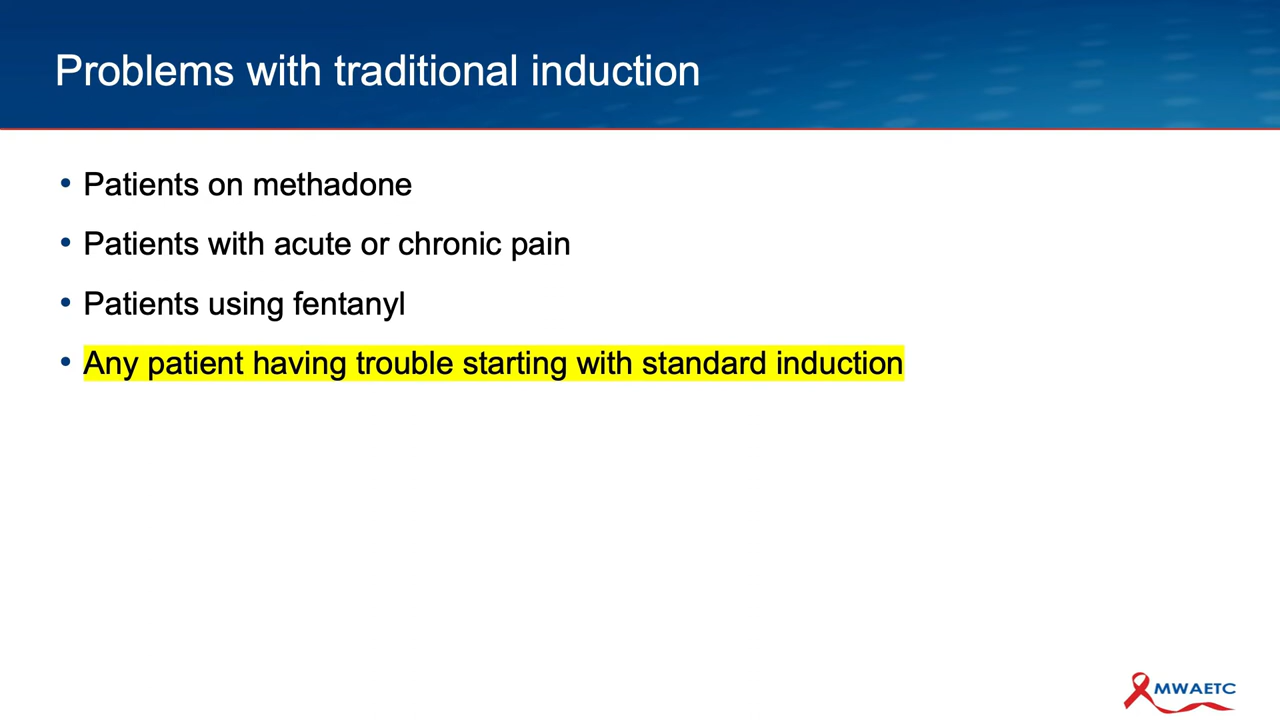 Problems with traditional induction
• Patients on methadone
• Patients with acute or chronic pain
• Patients using fentanyl
• Any patient having trouble starting with standard induction
MWAETC